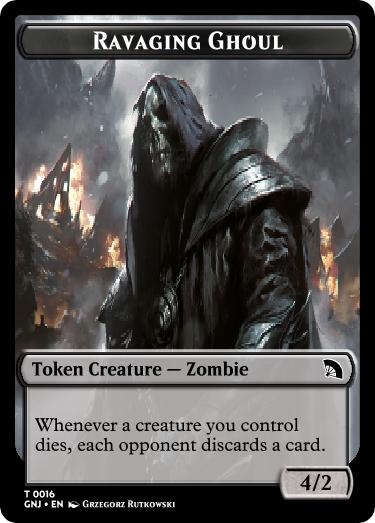 Ravaging Ghoul
Token Creature — Zombie
Whenever a creature you control
dies, each opponent discards a card.
4/2
T 0016
GNJ • EN Grzegorz Rutkowski